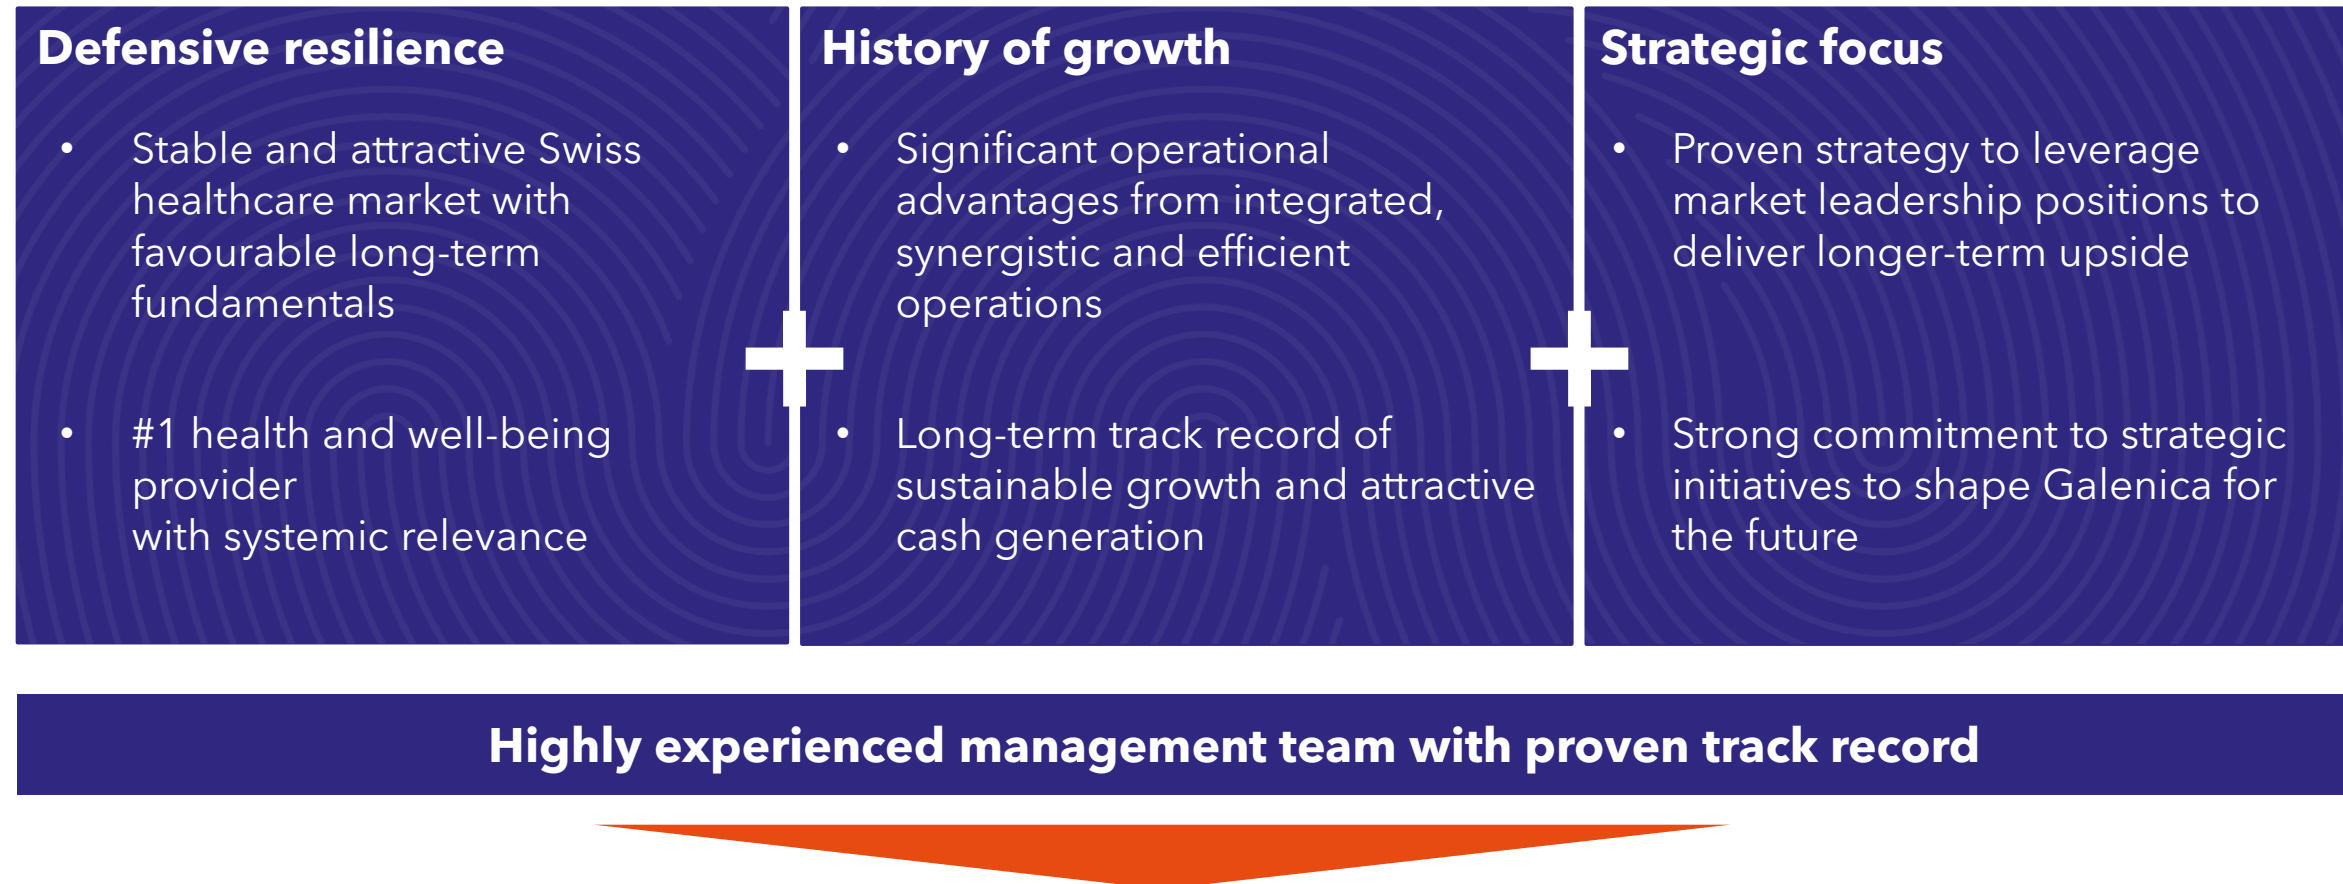 Defensive resilience
• Stable and attractive Swiss
healthcare market with
favourable long-term
fundamentals
• #1 health and well-being
provider
with systemic relevance
History of growth
• Significant operational
advantages from integrated,
synergistic and efficient
operations
• Long-term track record of
sustainable growth and attractive
cash generation
Strategic focus
• Proven strategy to leverage
market leadership positions to
deliver longer-term upside
• Strong commitment to strategic
initiatives to shape Galenica for
the future
Highly experienced management team with proven track record